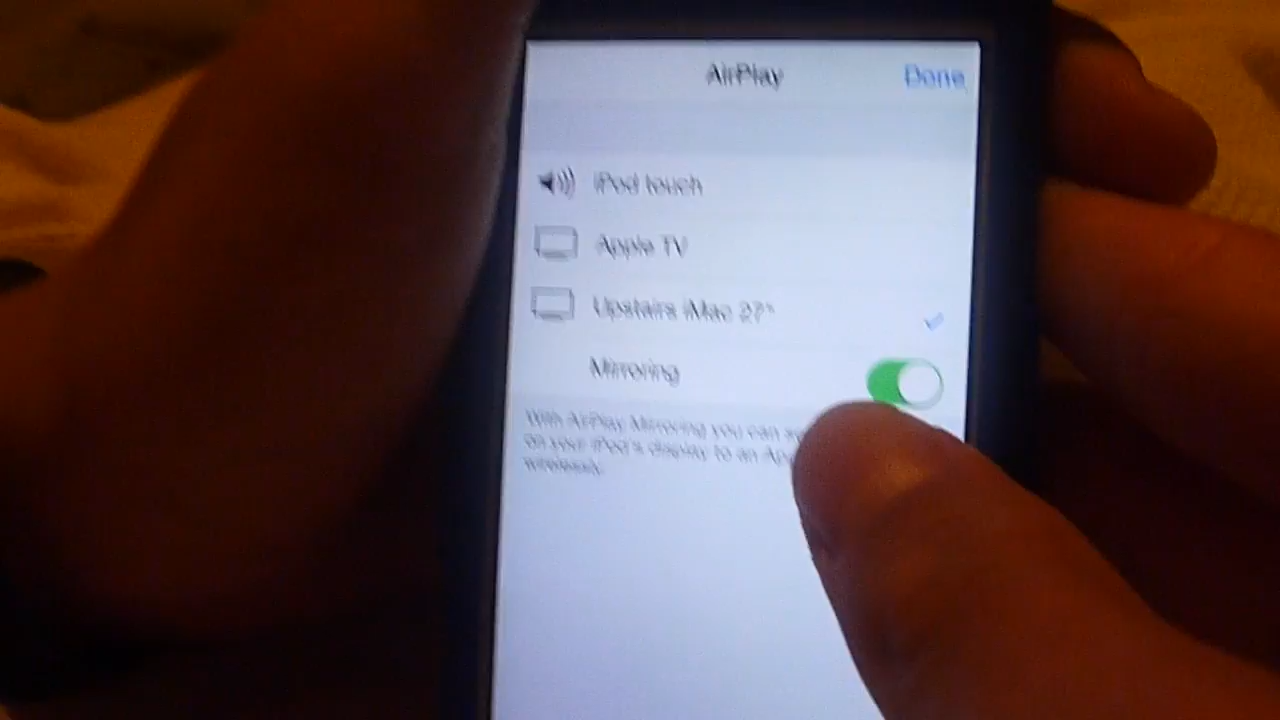 AirPlay
Done
iPod touch
Apple TV
Upstairs iMac 27"
Mirroring
With AirPlay Mirroring you can
on your iPod's display to an
wirelessly.